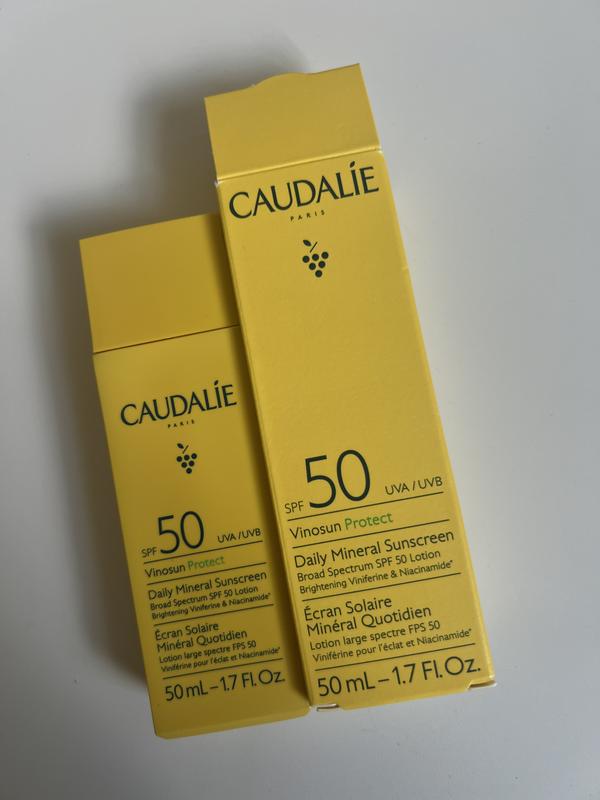 CAUDALÍE
PARIS
SPF 50 UVA/UVB
Vinosun Protect
Daily Mineral Sunscreen
Broad Spectrum SPF 50 Lotion
Brightening Viniferine & Niacinamide*
Écran Solaire
Minéral Quotidien
Lotion large spectre FPS 50
Viniférine pour l'éclat et Niacinamide*
50 mL – 1.7 Fl. Oz.
CAUDALÍE
PARIS
SPF 50 UVA / UVB
Vinosun Protect
Daily Mineral Sunscreen
Broad Spectrum SPF 50 Lotion
Brightening Viniferine & Niacinamide*
Écran Solaire
Minéral Quotidien
Lotion large spectre FPS 50
Viniférine pour l'éclat et Niacinamide*
50 mL – 1.7 Fl. Oz.